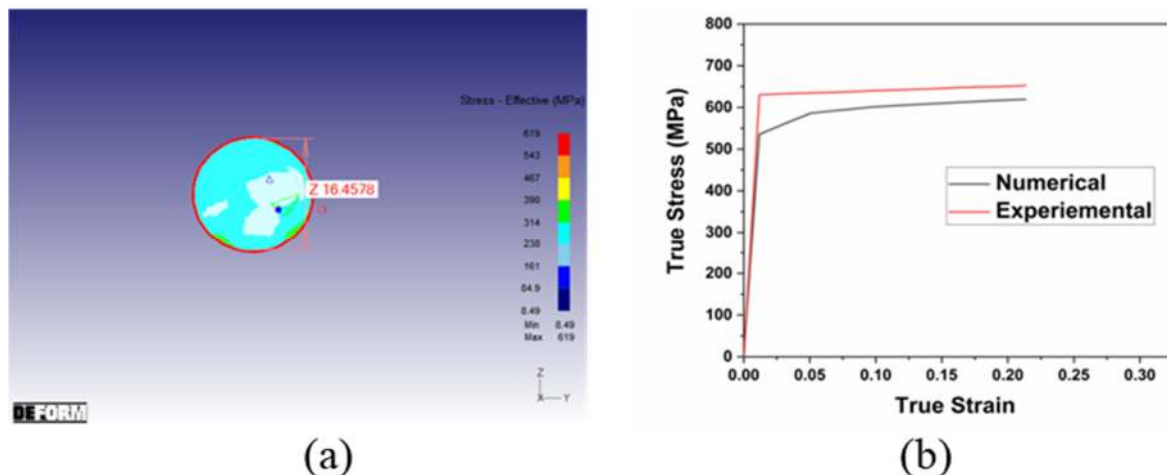 Stress - Effective (MPa)
619
543
467
390
314
238
161
84.9
8.49
Min 8.49
Max 619
Z 16.4578
Z
X Y
DEFORM
(a)
True Stress (MPa)
800
700
600
500
400
300
200
100
0
0.00 0.05 0.10 0.15 0.20 0.25 0.30
True Strain
Numerical
Experiemental
(b)